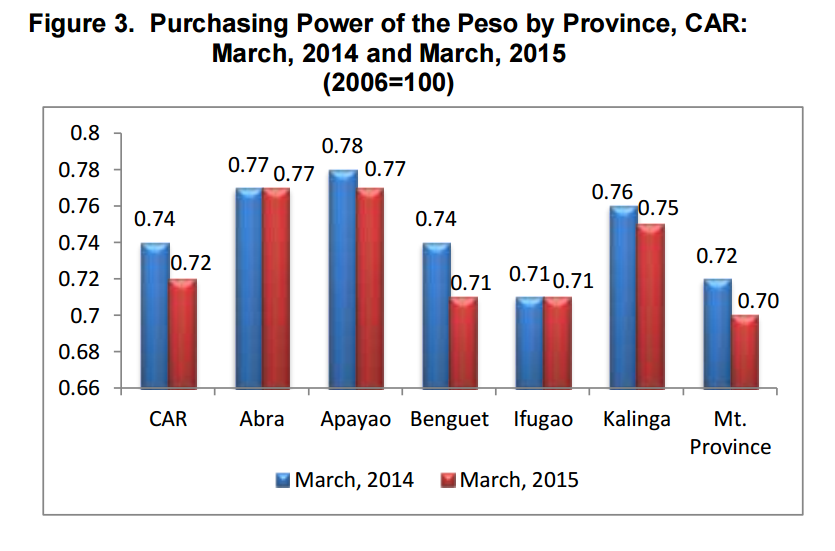 Figure 3. Purchasing Power of the Peso by Province, CAR:
March, 2014 and March, 2015
(2006=100)
0.8
0.78
0.76
0.74
0.72
0.7
0.68
0.66
0.74
0.72
0.77
0.77
0.78
0.77
0.74
0.71
0.71
0.71
0.76
0.75
0.72
0.70
CAR
Abra
Apayao
Benguet
Ifugao
Kalinga
Mt.
Province
March, 2014
March, 2015